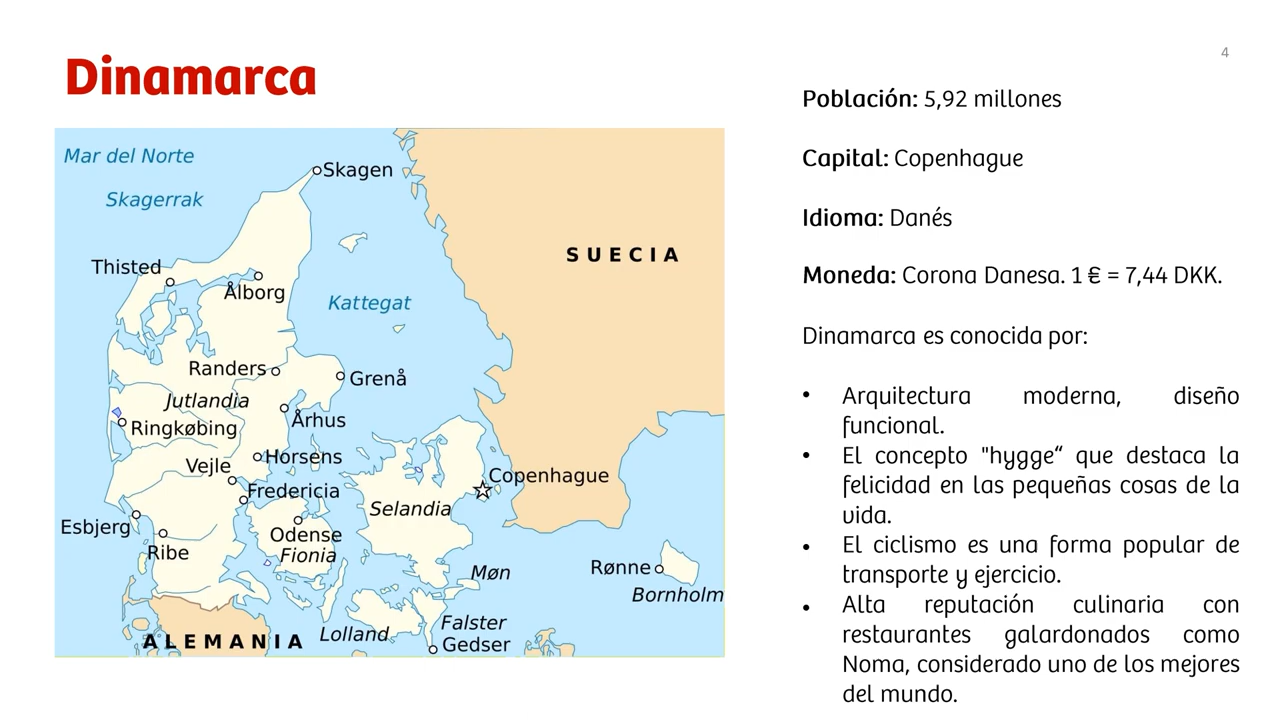 4
Dinamarca
Mar del Norte
Skagerrak
Skagen
SUECIA
Thisted
Ålborg
Kattegat
Randers
Grenå
Jutlandia
Århus
Ringkøbing
Horsens
Vejle
Copenhague
Fredericia
Selandia
Esbjerg
Odense
Ribe
Fionia
Møn
Rønne
Bornholm
Falster
Lolland
ALEMANIA
Gedser
Población: 5,92 millones
Capital: Copenhague
Idioma: Danés
Moneda: Corona Danesa. 1 € = 7,44 DKK.
Dinamarca es conocida por:
• Arquitectura moderna, diseño
funcional.
• El concepto "hygge“ que destaca la
felicidad en las pequeñas cosas de la
vida.
• El ciclismo es una forma popular de
transporte y ejercicio.
• Alta reputación culinaria con
restaurantes galardonados como
Noma, considerado uno de los mejores
del mundo.